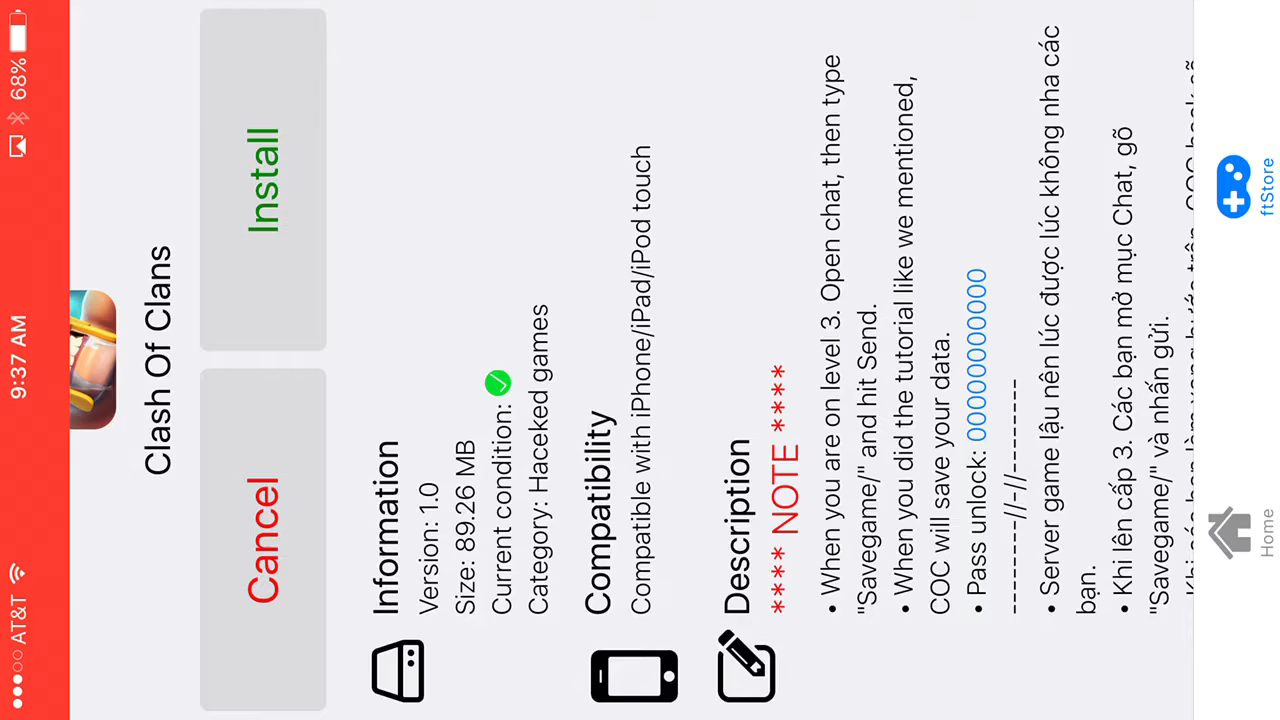 AT&T 9:37 AM 68%
Clash Of Clans
Cancel Install
Information
Version: 1.0
Size: 89.26 MB
Current condition:
Category: Haceked games
Compatibility
Compatible with iPhone/iPad/iPod touch
Description
**** NOTE ****
• When you are on level 3. Open chat, then type
"Savegame/" and hit Send.
• When you did the tutorial like we mentioned,
COC will save your data.
• Pass unlock: 00000000000
---------//-//---------
• Server game lậu nên lúc được lúc không nha các
bạn.
• Khi lên cấp 3. Các bạn mở mục Chat, gõ
"Savegame/" và nhấn gửi.
Home ftStore